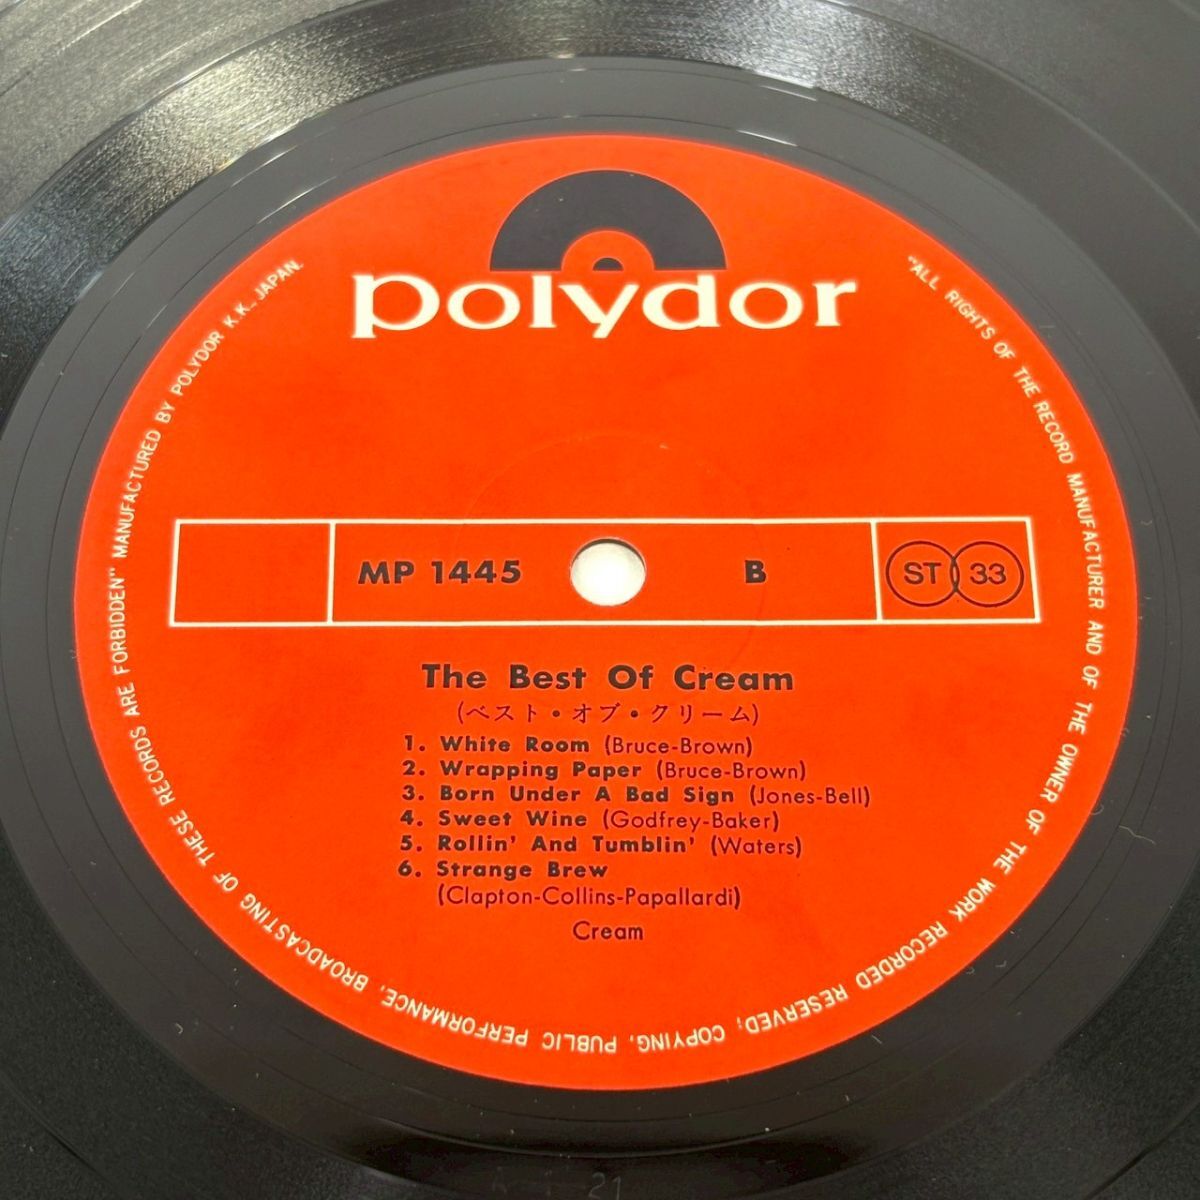 polydor
MP 1445
B
ST 33
The Best Of Cream
(ベスト・オブ・クリーム)
1. White Room (Bruce-Brown)
2. Wrapping Paper (Bruce-Brown)
3. Born Under A Bad Sign (Jones-Bell)
4. Sweet Wine (Godfrey-Baker)
5. Rollin' And Tumblin' (Waters)
6. Strange Brew
(Clapton-Collins-Papallardi)
Cream
"ALL RIGHTS OF THE RECORD MANUFACTURER AND OF THE OWNER OF THE WORK RECORDED RESERVED; COPYING, PUBLIC PERFORMANCE, BROADCASTING OF THESE RECORDS ARE FORBIDDEN" MANUFACTURED BY POLYDOR K.K., JAPAN.
21